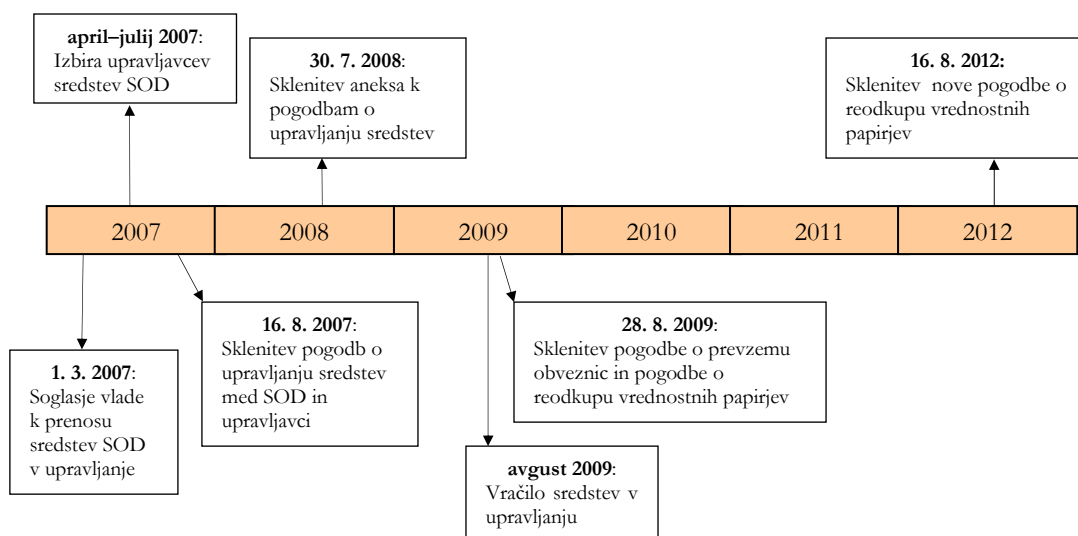 april–julij 2007:
Izbira upravljavcev
sredstev SOD
30. 7. 2008:
Sklenitev aneksa k
pogodbam o
upravljanju sredstev
16. 8. 2012:
Sklenitev nove pogodbe o
reodkupu vrednostnih
papirjev
2007 2008 2009 2010 2011 2012
1. 3. 2007:
Soglasje vlade
k prenosu
sredstev SOD
v upravljanje
16. 8. 2007:
Sklenitev pogodb o
upravljanju sredstev
med SOD in
upravljavci
avgust 2009:
Vračilo sredstev v
upravljanju
28. 8. 2009:
Sklenitev pogodbe o prevzemu
obveznic in pogodbe o
reodkupu vrednostnih papirjev